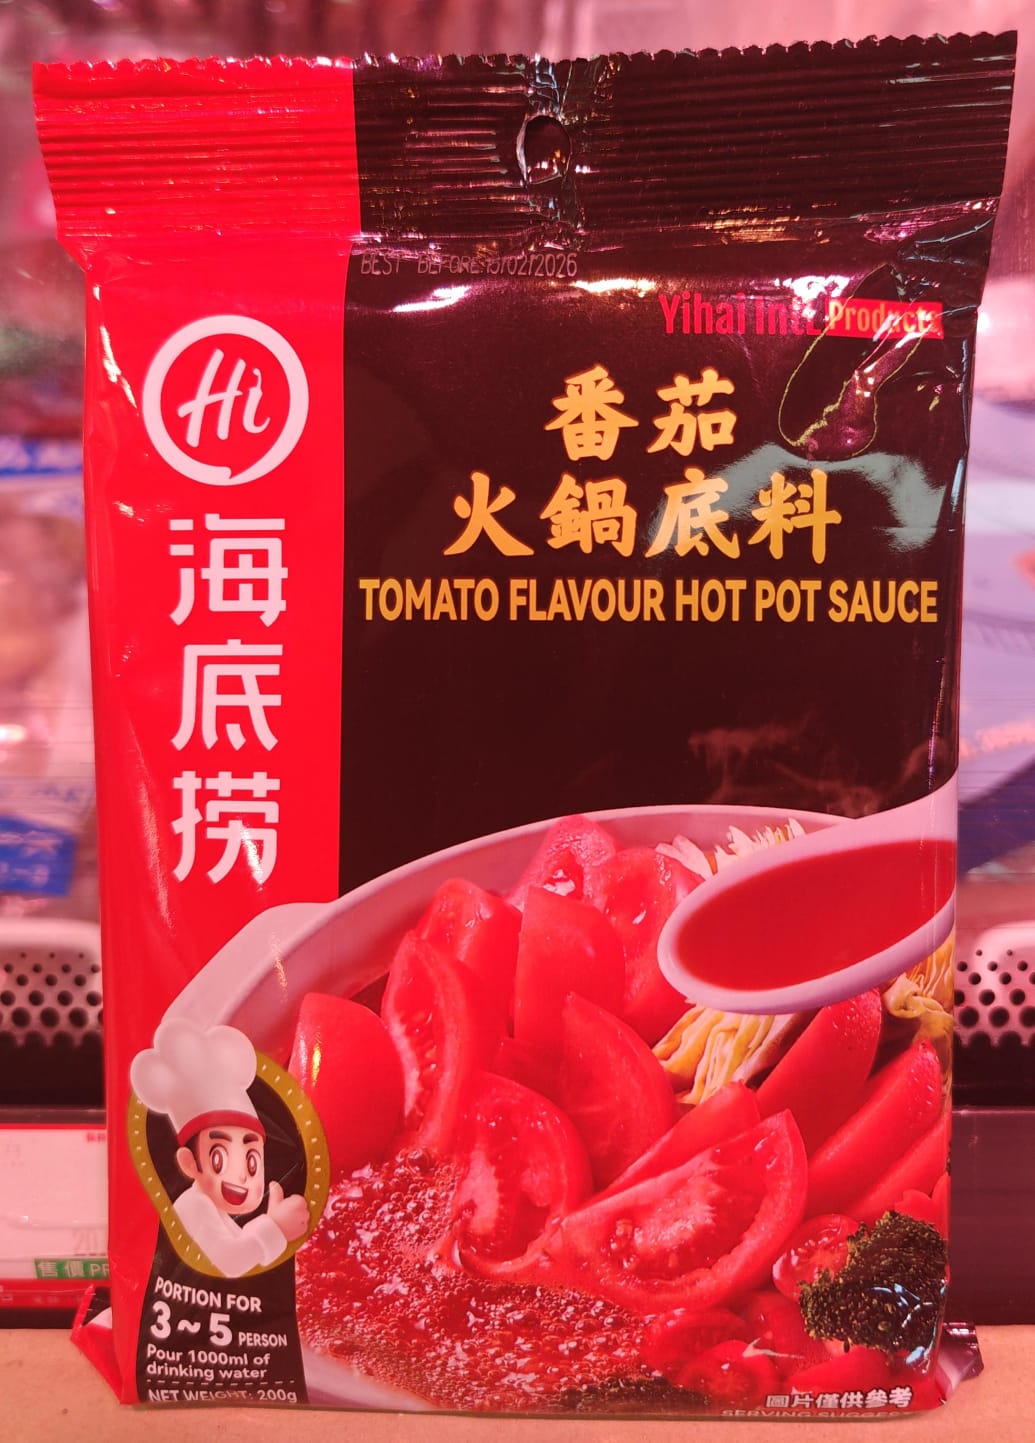 BEST BEFORE 15/02/2026
Yihai Int'L Products
Hi
海
底
捞
番茄
火鍋底料
TOMATO FLAVOUR HOT POT SAUCE
PORTION FOR
3~5 PERSON
Pour 1000ml of
drinking water
NET WEIGHT: 200g
圖片僅供參考
售價